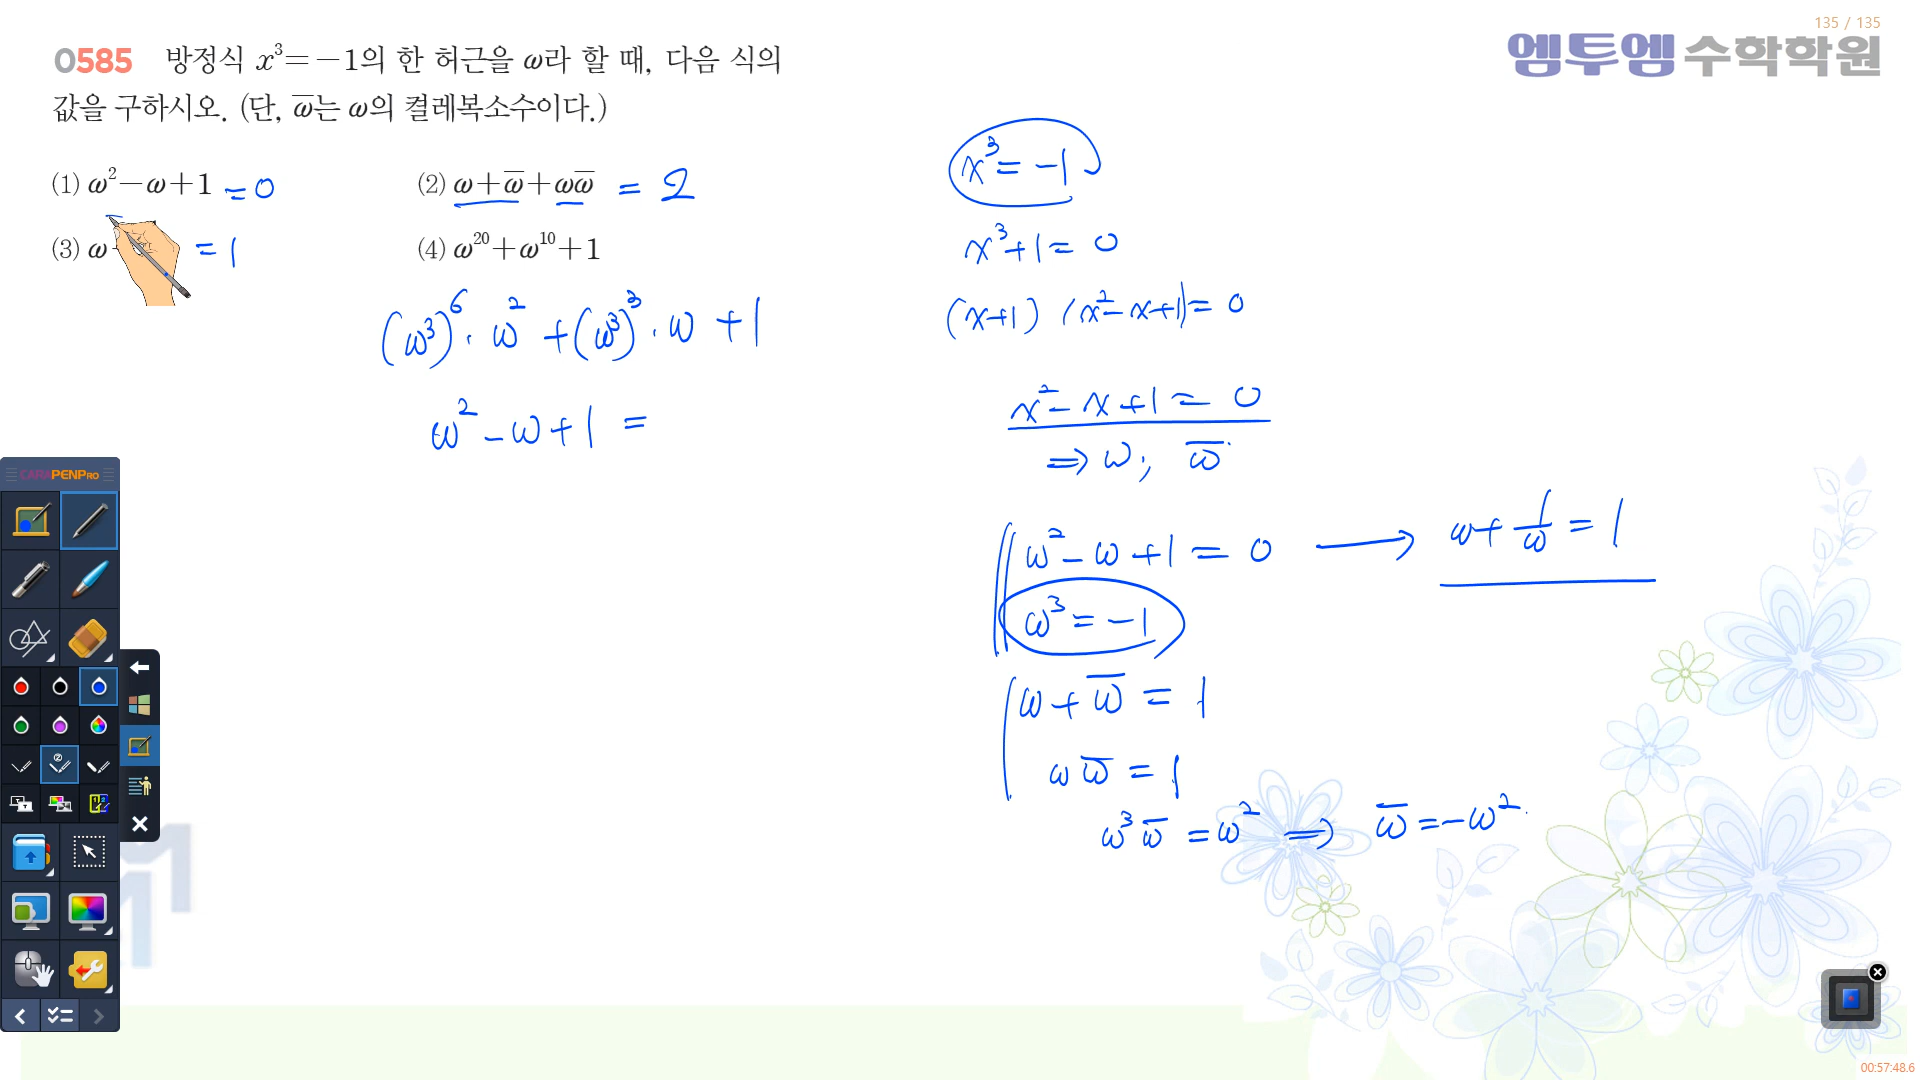 135 / 135
엠투엠 수학학원
0585 방정식 x³=−1의 한 허근을 ω라 할 때, 다음 식의
값을 구하시오. (단, ω̅는 ω의 켤레복소수이다.)
(1) ω²−ω+1 = 0
(2) ω+ω̅+ωω̅ = 2
(3) ω = 1
(4) ω²⁰+ω¹⁰+1
(ω³)⁶·ω²+(ω³)³·ω+1
ω²−ω+1=
x³=−1
x³+1=0
(x+1)(x²−x+1)=0
x²−x+1=0
⇒ ω, ω̅
ω²−ω+1=0 → ω+1/ω=1
ω³=−1
ω+ω̅=1
ωω̅=1
ω³ω̅=ω² ⇒ ω̅=−ω²
CARAPENPRO
00:57:48.6